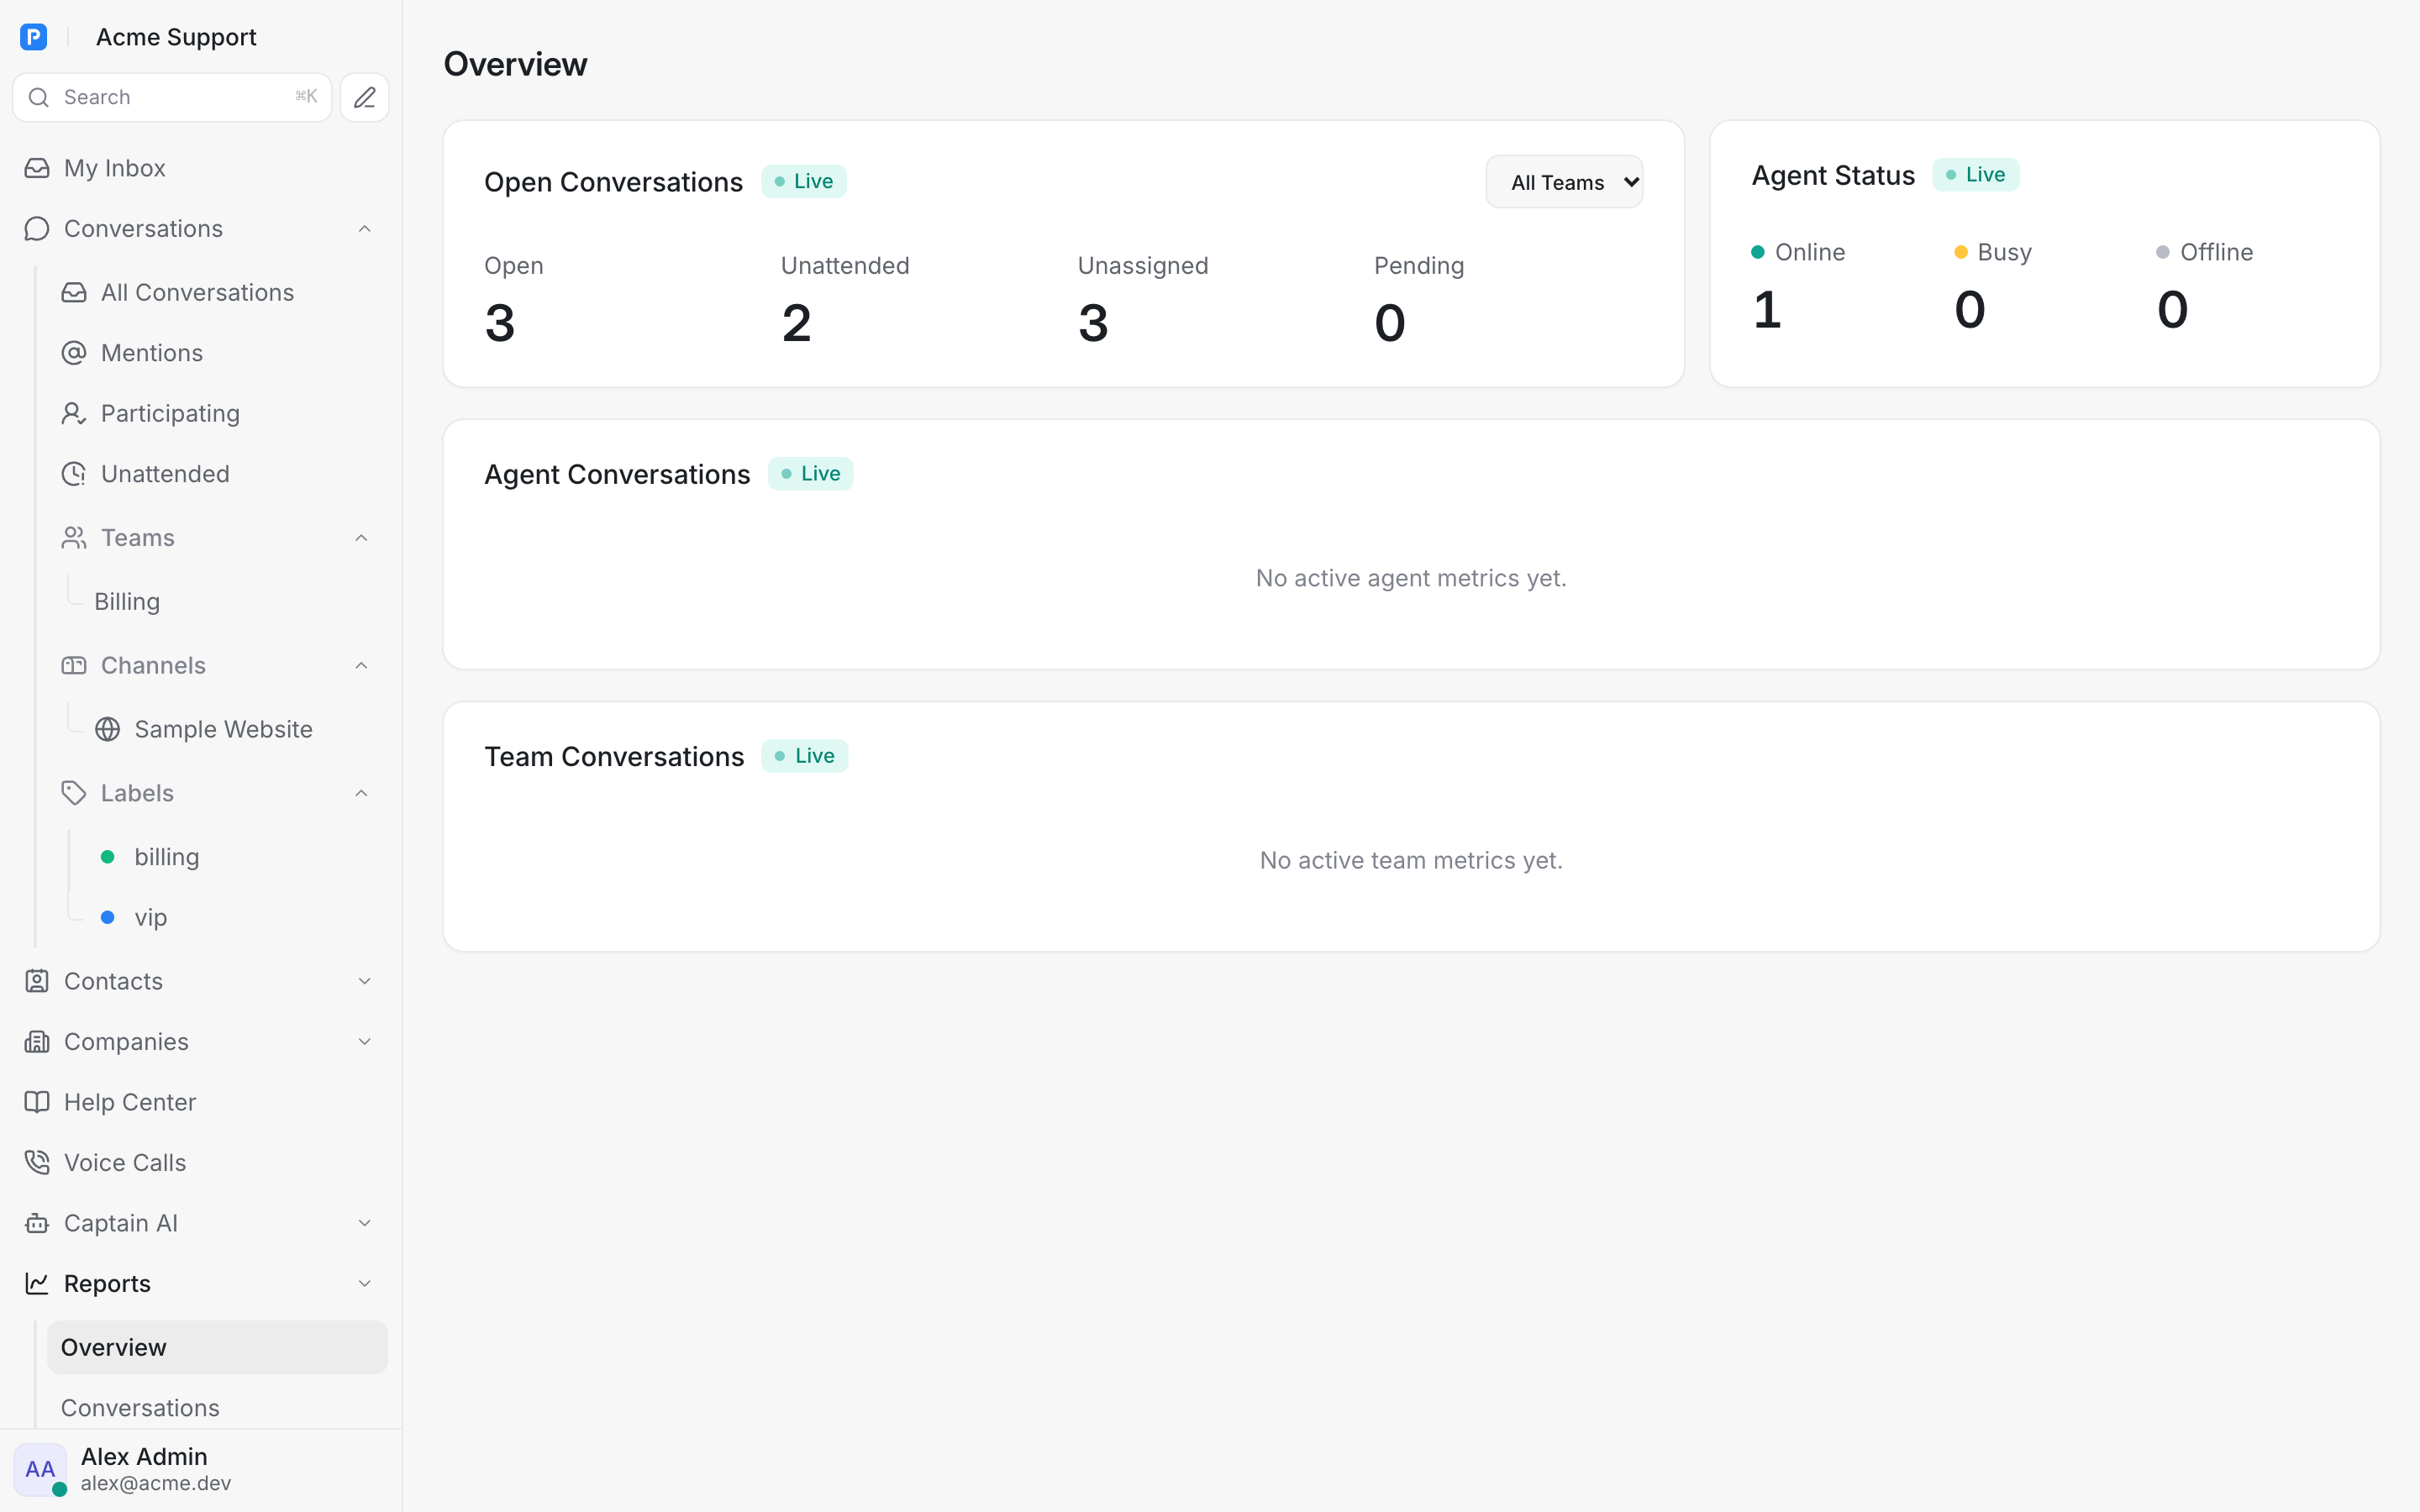 Acme Support
Search ⌘K
My Inbox
Conversations
All Conversations
Mentions
Participating
Unattended
Teams
Billing
Channels
Sample Website
Labels
billing
vip
Contacts
Companies
Help Center
Voice Calls
Captain AI
Reports
Overview
Conversations
AA
Alex Admin
alex@acme.dev
Overview
Open Conversations Live All Teams
Open Unattended Unassigned Pending
3 2 3 0
Agent Status Live
Online Busy Offline
1 0 0
Agent Conversations Live
No active agent metrics yet.
Team Conversations Live
No active team metrics yet.